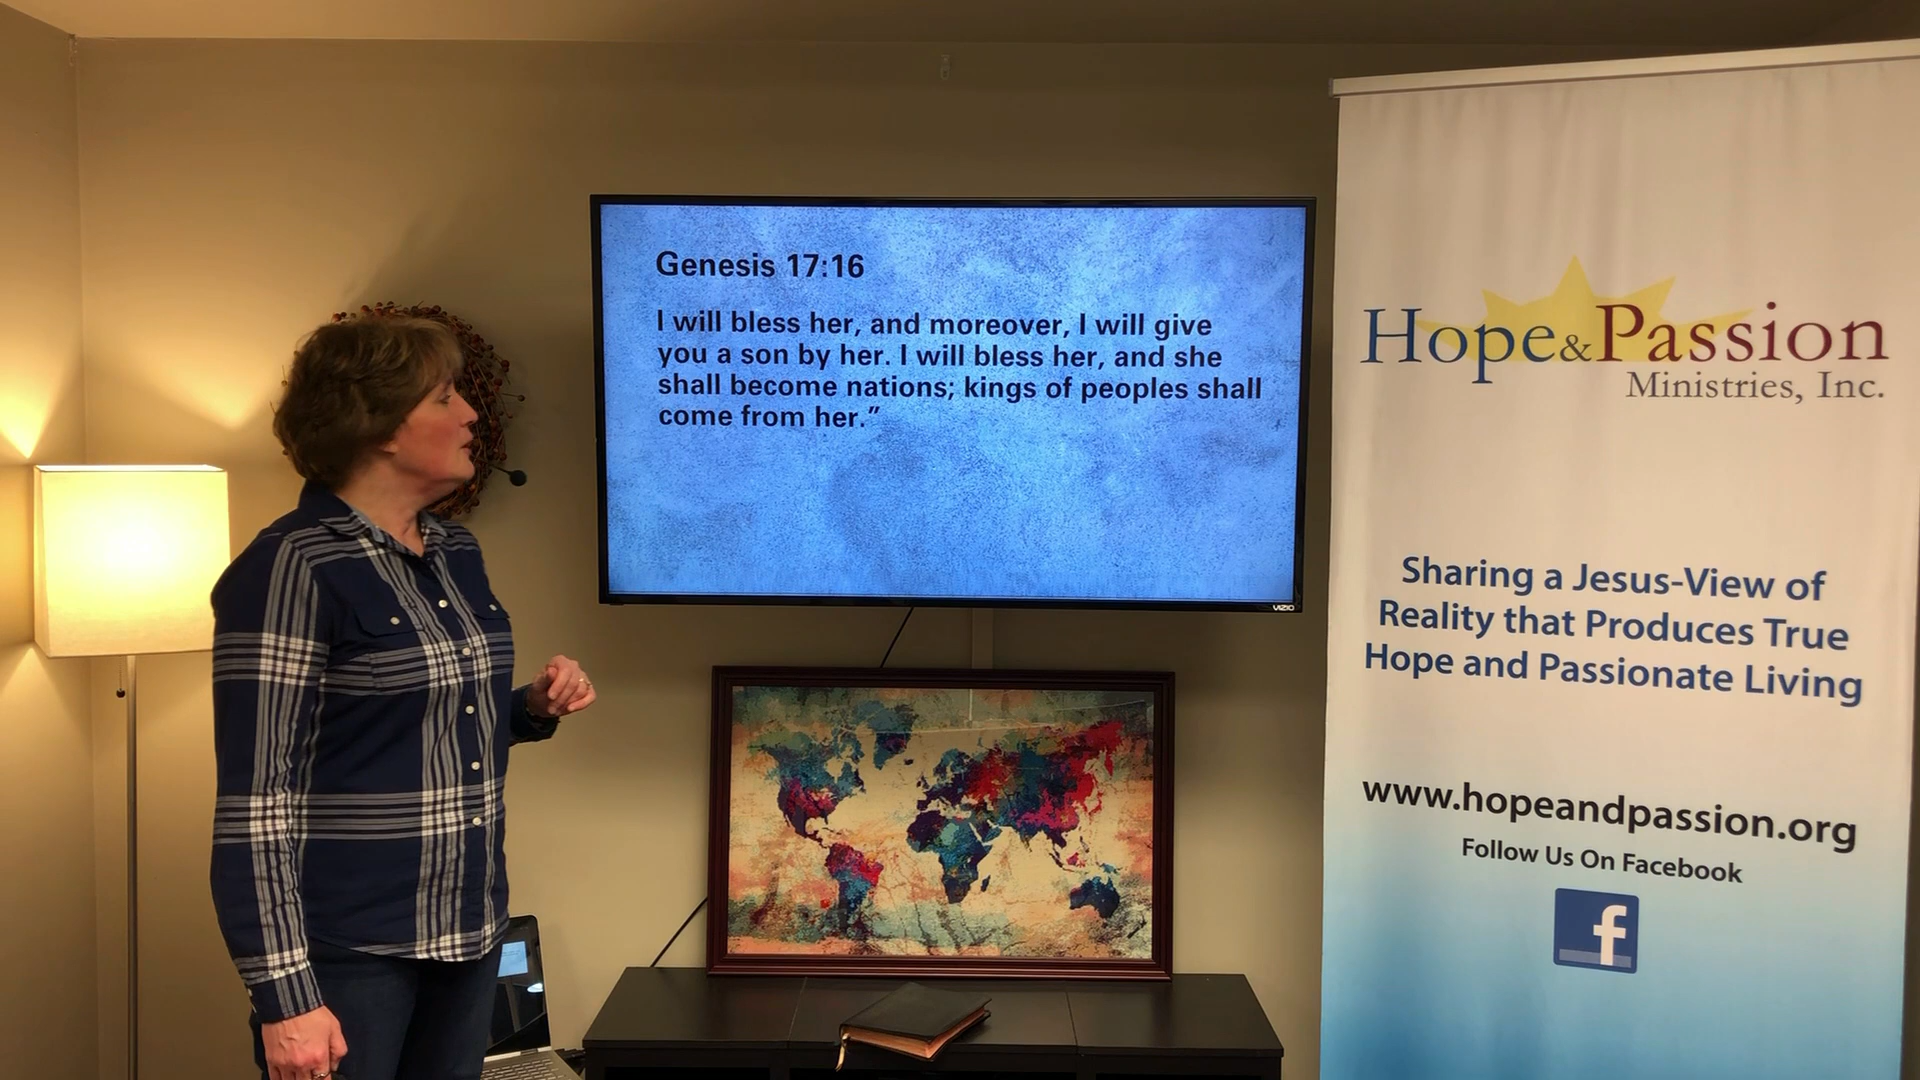 Genesis 17:16
I will bless her, and moreover, I will give
you a son by her. I will bless her, and she
shall become nations; kings of peoples shall
come from her.”
VIZIO
Hope&Passion
Ministries, Inc.
Sharing a Jesus-View of
Reality that Produces True
Hope and Passionate Living
www.hopeandpassion.org
Follow Us On Facebook
f